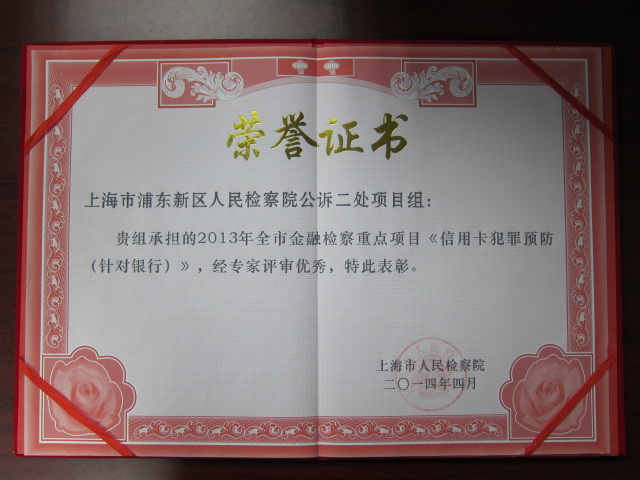 荣誉证书
上海市浦东新区人民检察院公诉二处项目组：
贵组承担的2013年全市金融检察重点项目《信用卡犯罪预防
（针对银行）》，经专家评审优秀，特此表彰。
上海市人民检察院
二〇一四年四月